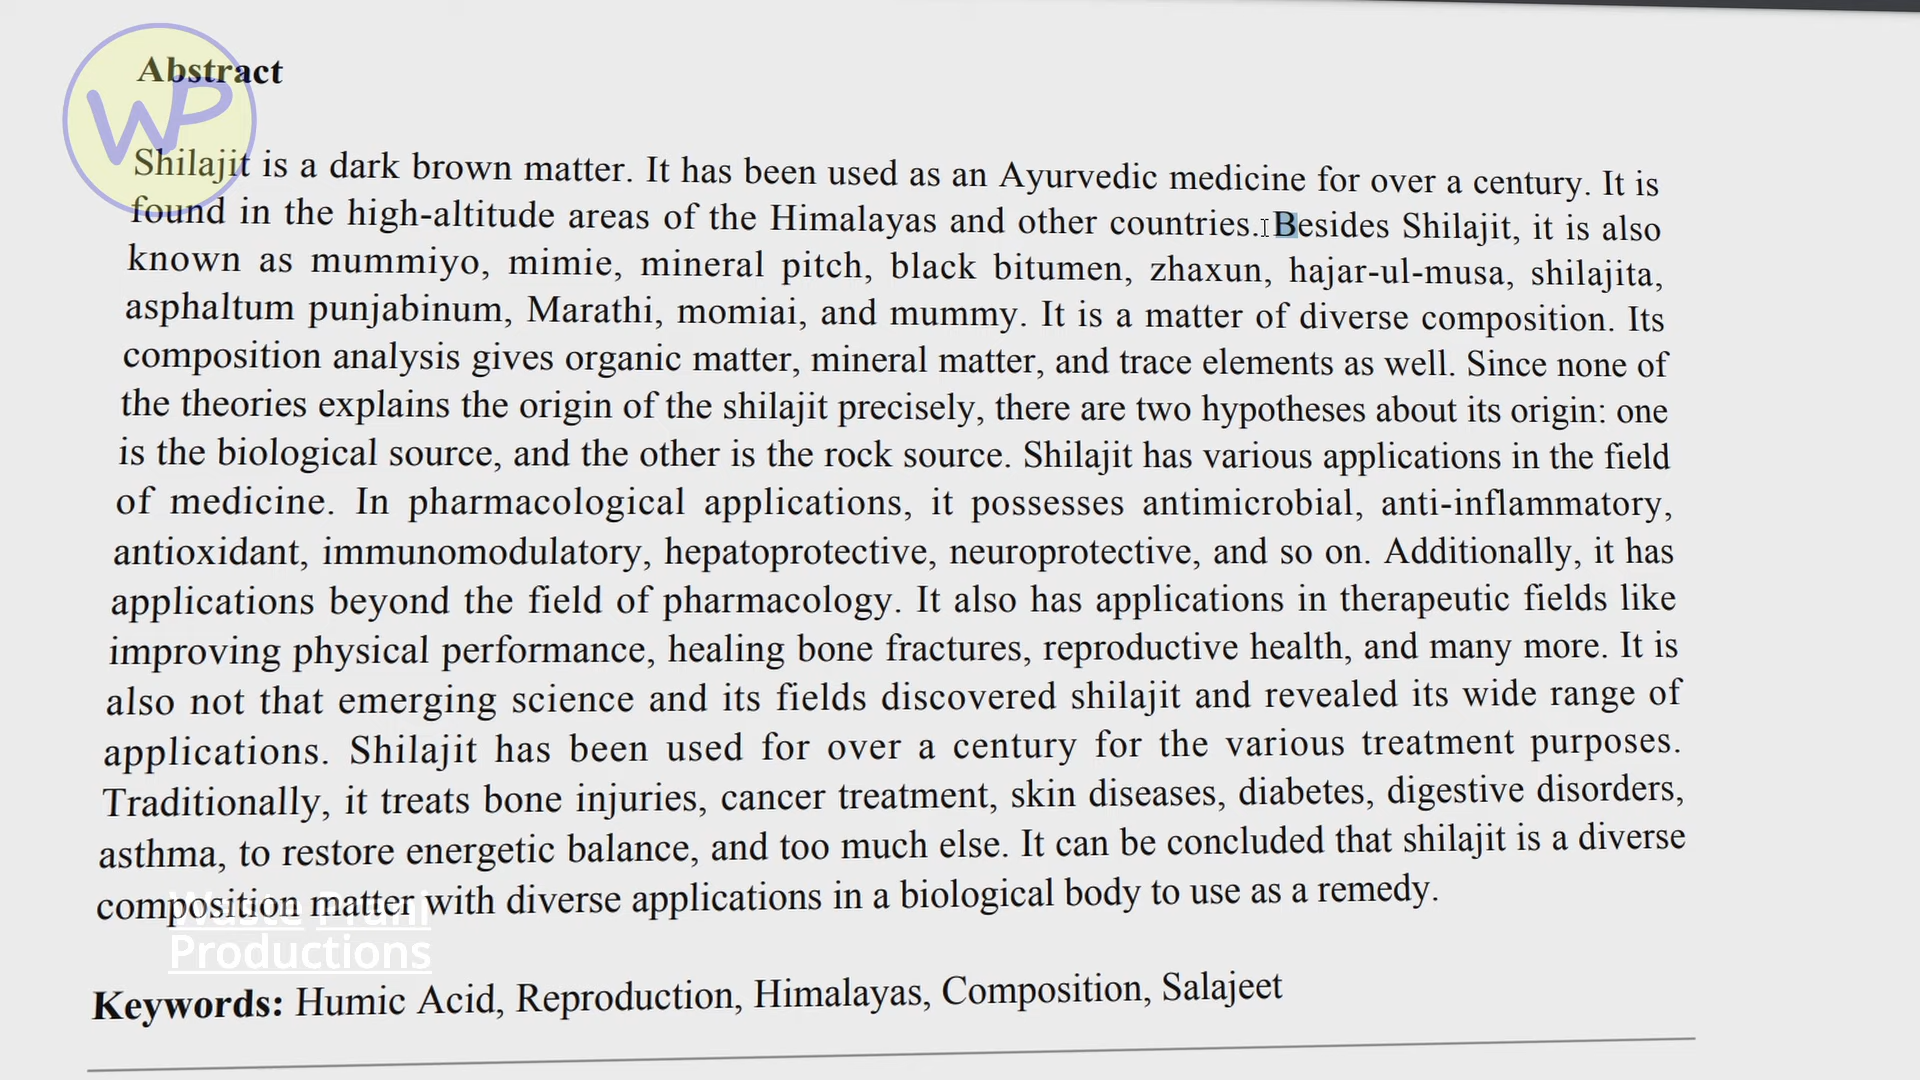 Abstract
WP
Shilajit is a dark brown matter. It has been used as an Ayurvedic medicine for over a century. It is
found in the high-altitude areas of the Himalayas and other countries. Besides Shilajit, it is also
known as mummiyo, mimie, mineral pitch, black bitumen, zhaxun, hajar-ul-musa, shilajita,
asphaltum punjabinum, Marathi, momiai, and mummy. It is a matter of diverse composition. Its
composition analysis gives organic matter, mineral matter, and trace elements as well. Since none of
the theories explains the origin of the shilajit precisely, there are two hypotheses about its origin: one
is the biological source, and the other is the rock source. Shilajit has various applications in the field
of medicine. In pharmacological applications, it possesses antimicrobial, anti-inflammatory,
antioxidant, immunomodulatory, hepatoprotective, neuroprotective, and so on. Additionally, it has
applications beyond the field of pharmacology. It also has applications in therapeutic fields like
improving physical performance, healing bone fractures, reproductive health, and many more. It is
also not that emerging science and its fields discovered shilajit and revealed its wide range of
applications. Shilajit has been used for over a century for the various treatment purposes.
Traditionally, it treats bone injuries, cancer treatment, skin diseases, diabetes, digestive disorders,
asthma, to restore energetic balance, and too much else. It can be concluded that shilajit is a diverse
composition matter with diverse applications in a biological body to use as a remedy.
Waste Prani
Productions
Keywords: Humic Acid, Reproduction, Himalayas, Composition, Salajeet